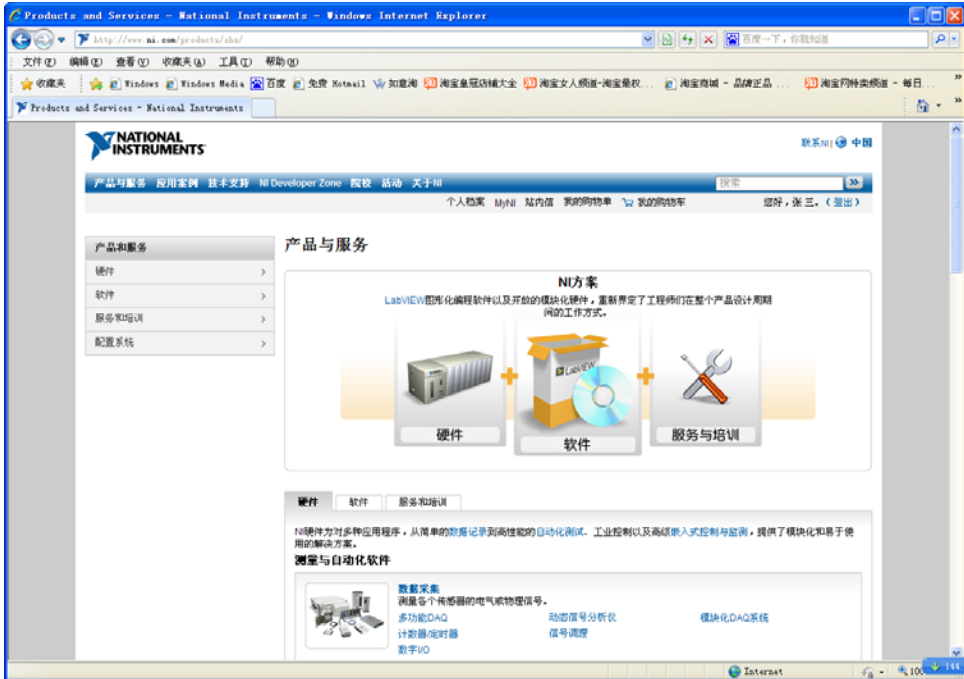 Products and Services - National Instruments - Windows Internet Explorer
http://www.ni.com/products/zhs/
百度一下，你就知道
文件(F) 编辑(E) 查看(V) 收藏夹(A) 工具(T) 帮助(H)
收藏夹 Windows Windows Media 百度 免费 Hotmail 如意淘 淘宝皇冠店铺大全 淘宝女人频道-淘宝最权... 淘宝商城 - 品牌正品 ... 淘宝网特卖频道 - 每日...
Products and Services - National Instruments
NATIONAL
INSTRUMENTS
联系NI | 中国
产品与服务 应用案例 技术支持 NI Developer Zone 院校 活动 关于NI 搜索
个人档案 MyNI 站内信 我的购物单 我的购物车 您好，张三。（登出）
产品和服务
硬件
软件
服务和培训
配置系统
产品与服务
NI方案
LabVIEW图形化编程软件以及开放的模块化硬件，重新界定了工程师们在整个产品设计周期
间的工作方式。
LabVIEW
硬件
软件
服务与培训
硬件 软件 服务和培训
NI硬件为对多种应用程序，从简单的数据记录到高性能的自动化测试、工业控制以及高级嵌入式控制与监测，提供了模块化和易于使
用的解决方案。
测量与自动化软件
数据采集
测量各个传感器的电气或物理信号。
多功能DAQ 动态信号分析仪 模块化DAQ系统
计数器/定时器 信号调理
数字I/O
Internet
144